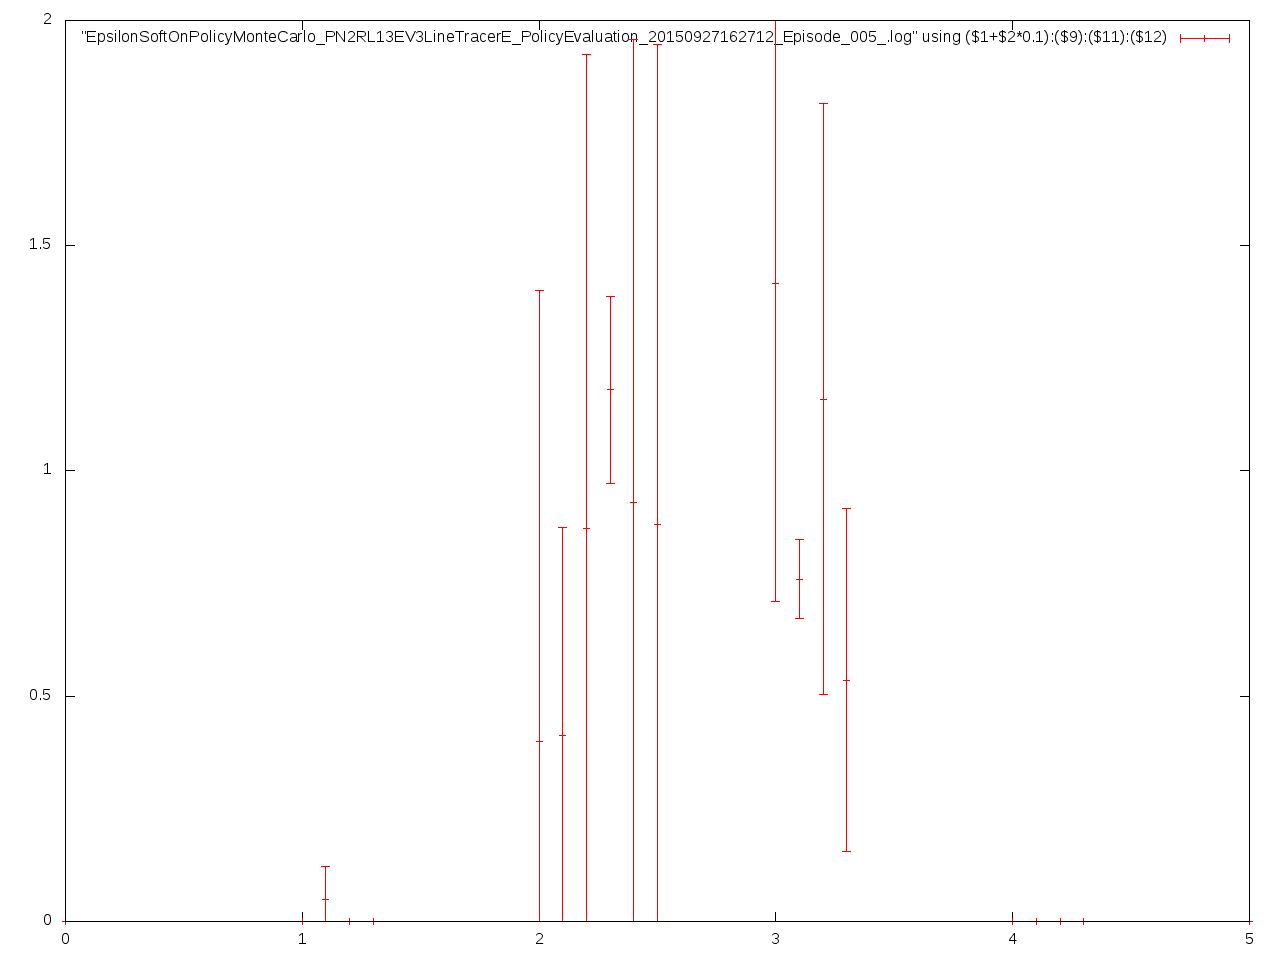 2
"EpsilonSoftOnPolicyMonteCarlo_PN2RL13EV3LineTracerE_PolicyEvaluation_20150927162712_Episode_005_.log" using ($1+$2*0.1):($9):($11):($12)
1.5
1
0.5
0
0 1 2 3 4 5